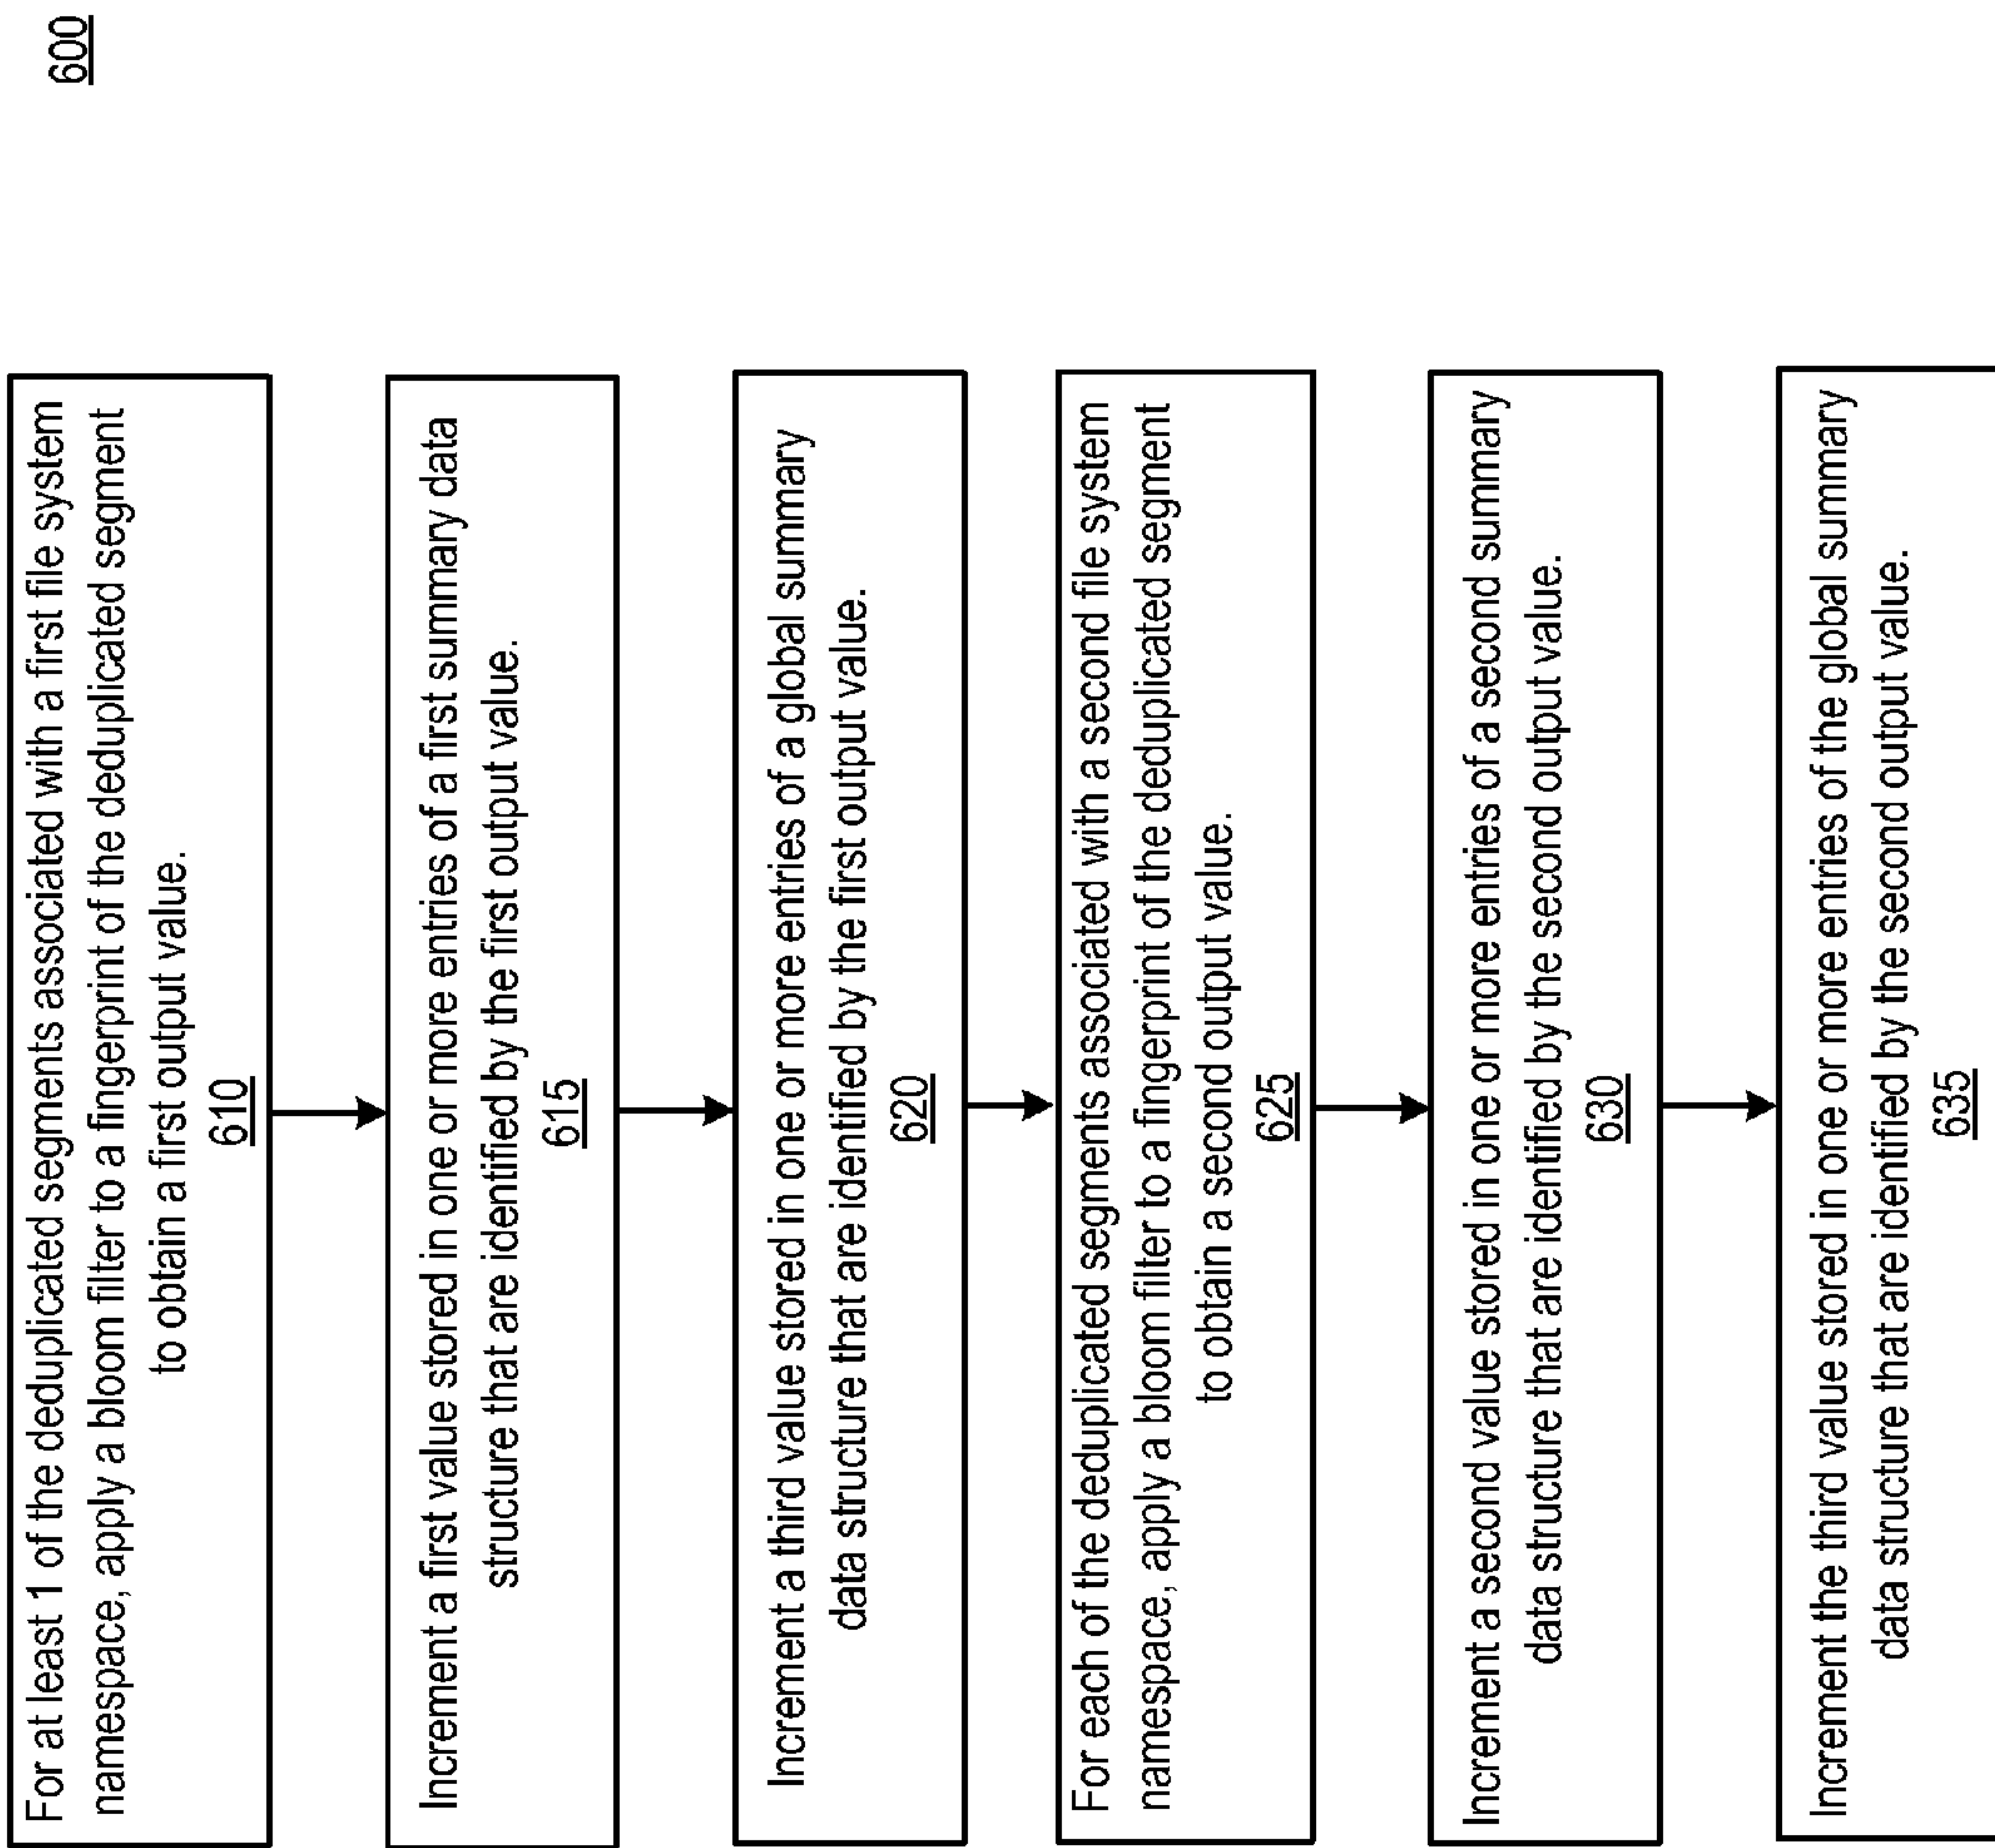 600
For at least 1 of the deduplicated segments associated with a first file system
namespace, apply a bloom filter to a fingerprint of the deduplicated segment
to obtain a first output value.
610
Increment a first value stored in one or more entries of a first summary data
structure that are identified by the first output value.
615
Increment a third value stored in one or more entries of a global summary
data structure that are identified by the first output value.
620
For each of the deduplicated segments associated with a second file system
namespace, apply a bloom filter to a fingerprint of the deduplicated segment
to obtain a second output value.
625
Increment a second value stored in one or more entries of a second summary
data structure that are identified by the second output value.
630
Increment the third value stored in one or more entries of the global summary
data structure that are identified by the second output value.
635